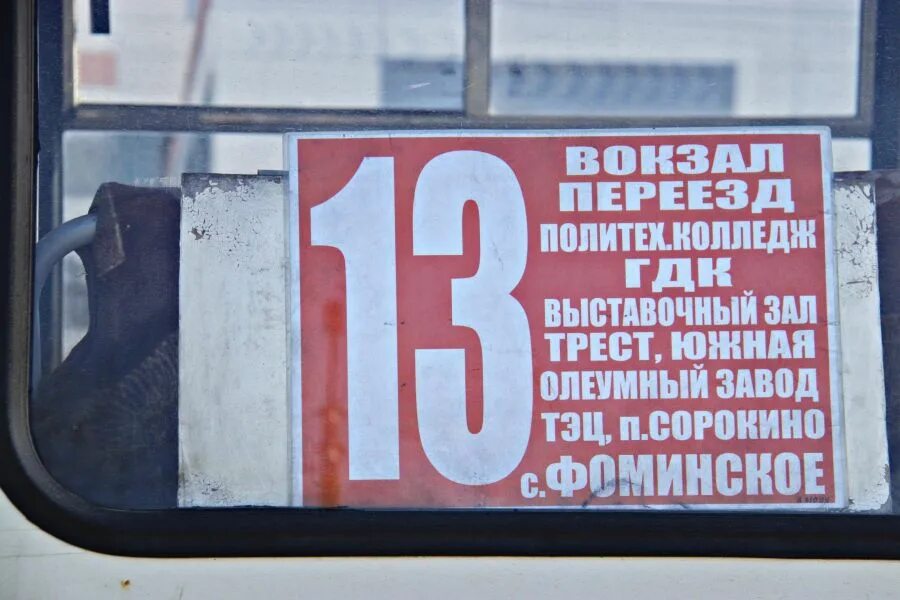 13
ВОКЗАЛ
ПЕРЕЕЗД
ПОЛИТЕХ.КОЛЛЕДЖ
ГДК
ВЫСТАВОЧНЫЙ ЗАЛ
ТРЕСТ, ЮЖНАЯ
ОЛЕУМНЫЙ ЗАВОД
ТЭЦ, п.СОРОКИНО
с.ФОМИНСКОЕ